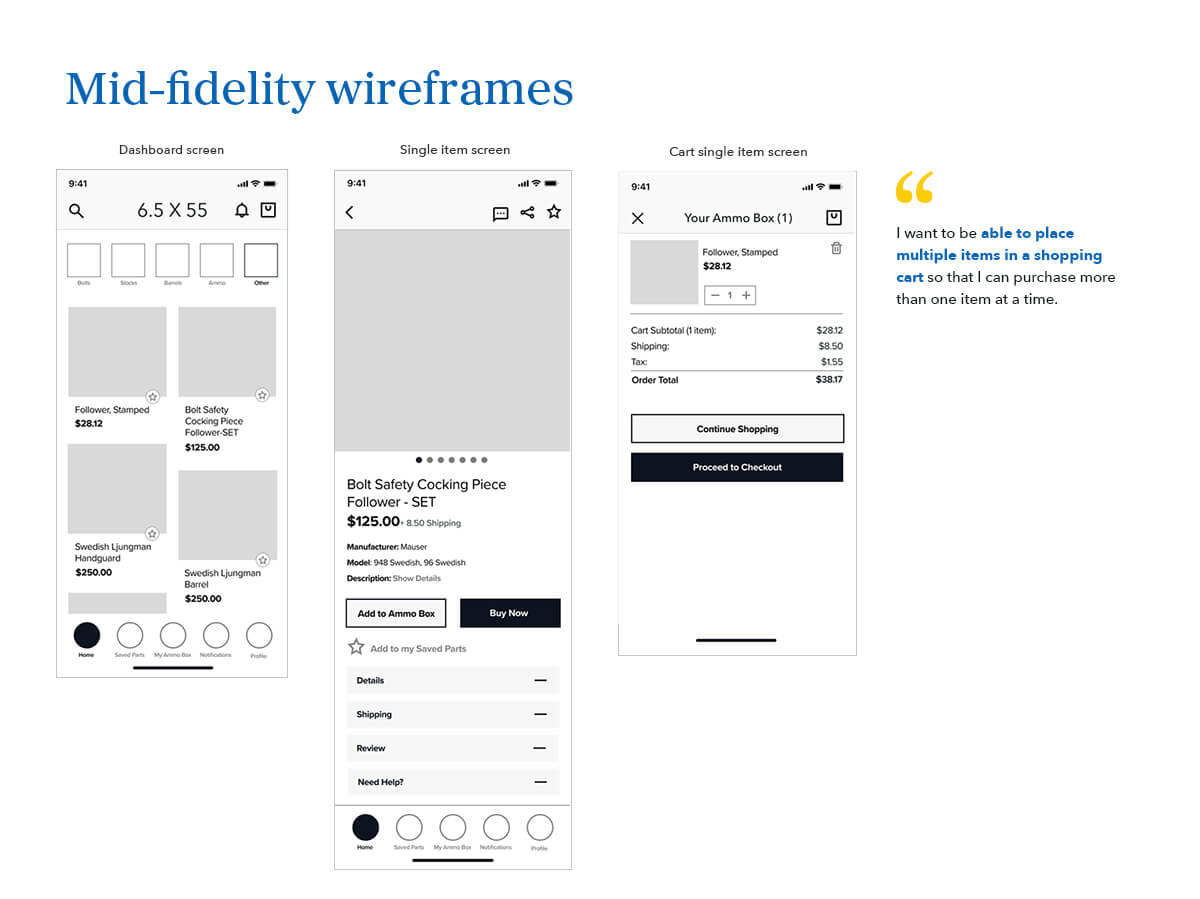 Mid-fidelity wireframes
Dashboard screen
9:41
6.5 X 55
Bolts
Stocks
Barrels
Ammo
Other
Follower, Stamped
$28.12
Bolt Safety
Cocking Piece
Follower-SET
$125.00
Swedish Ljungman
Handguard
$250.00
Swedish Ljungman
Barrel
$250.00
Home
Saved Parts
My Ammo Box
Notifications
Profile
Single item screen
9:41
Bolt Safety Cocking Piece
Follower - SET
$125.00+ 8.50 Shipping
Manufacturer: Mauser
Model: 948 Swedish, 96 Swedish
Description: Show Details
Add to Ammo Box
Buy Now
Add to my Saved Parts
Details
Shipping
Review
Need Help?
Home
Saved Parts
My Ammo Box
Notifications
Profile
Cart single item screen
9:41
Your Ammo Box (1)
Follower, Stamped
$28.12
1
Cart Subtotal (1 item): $28.12
Shipping: $8.50
Tax: $1.55
Order Total $38.17
Continue Shopping
Proceed to Checkout
“
I want to be able to place
multiple items in a shopping
cart so that I can purchase more
than one item at a time.